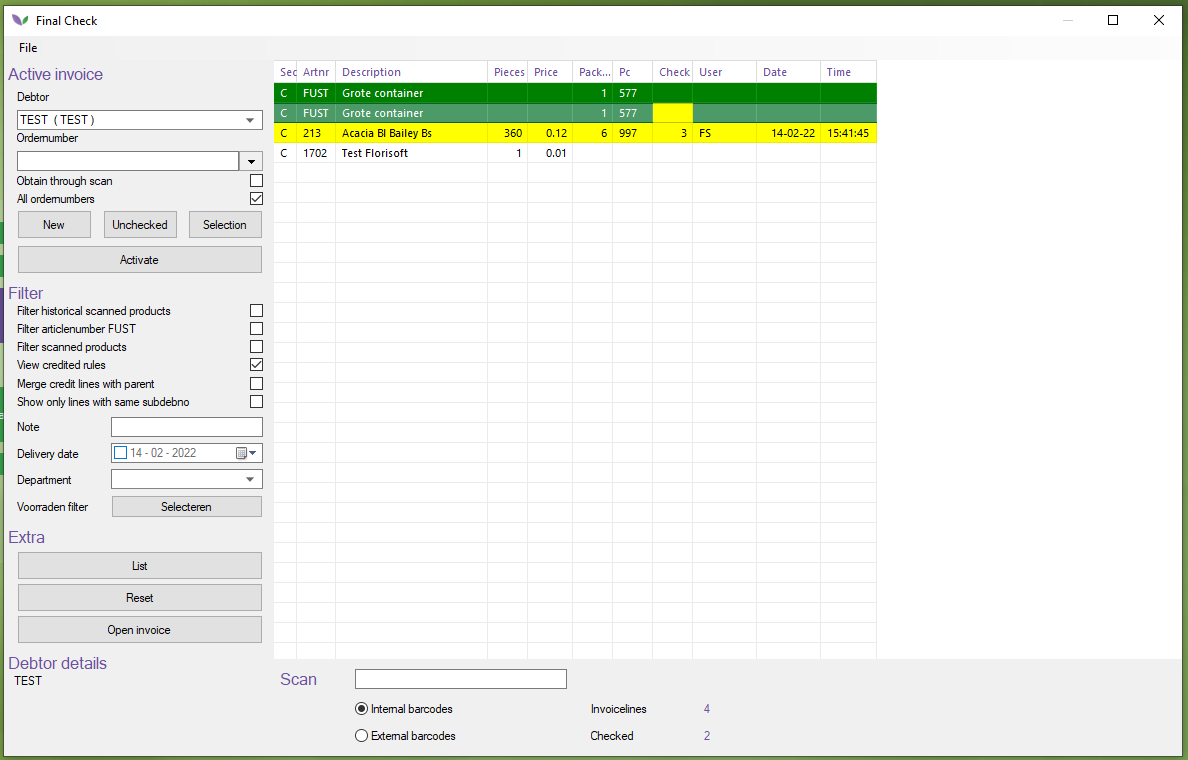 Final Check
File
Active invoice
Debtor
TEST ( TEST )
Ordernumber
Obtain through scan
All ordernumbers
New Unchecked Selection
Activate
Filter
Filter historical scanned products
Filter articlenumber FUST
Filter scanned products
View credited rules
Merge credit lines with parent
Show only lines with same subdebno
Note
Delivery date 14 - 02 - 2022
Department
Voorraden filter Selecteren
Extra
List
Reset
Open invoice
Debtor details
TEST
Sec Artnr Description Pieces Price Pack... Pc Check User Date Time
C FUST Grote container 1 577
C FUST Grote container 1 577
C 213 Acacia Bl Bailey Bs 360 0.12 6 997 3 FS 14-02-22 15:41:45
C 1702 Test Florisoft 1 0.01
Scan
Internal barcodes Invoicelines 4
External barcodes Checked 2